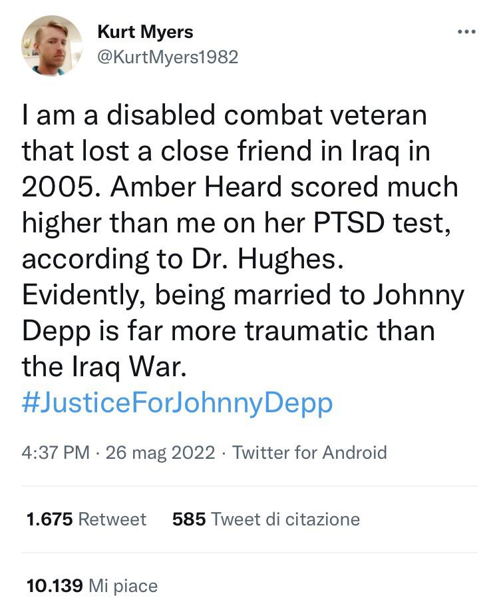 Kurt Myers
@KurtMyers1982
I am a disabled combat veteran
that lost a close friend in Iraq in
2005. Amber Heard scored much
higher than me on her PTSD test,
according to Dr. Hughes.
Evidently, being married to Johnny
Depp is far more traumatic than
the Iraq War.
#JusticeForJohnnyDepp
4:37 PM · 26 mag 2022 · Twitter for Android
1.675 Retweet 585 Tweet di citazione
10.139 Mi piace